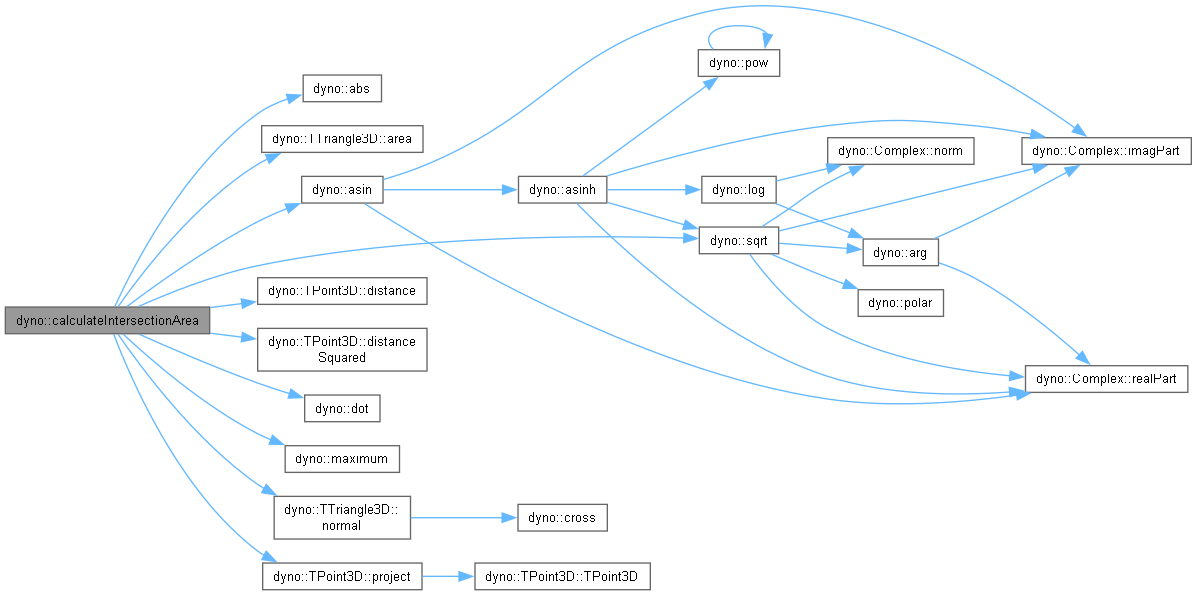 dyno::pow
dyno::abs
dyno::TTriangle3D::area
dyno::Complex::norm
dyno::Complex::imagPart
dyno::asin
dyno::asinh
dyno::log
dyno::sqrt
dyno::arg
dyno::TPoint3D::distance
dyno::polar
dyno::calculateIntersectionArea
dyno::TPoint3D::distance
Squared
dyno::Complex::realPart
dyno::dot
dyno::maximum
dyno::TTriangle3D::
normal
dyno::cross
dyno::TPoint3D::project
dyno::TPoint3D::TPoint3D